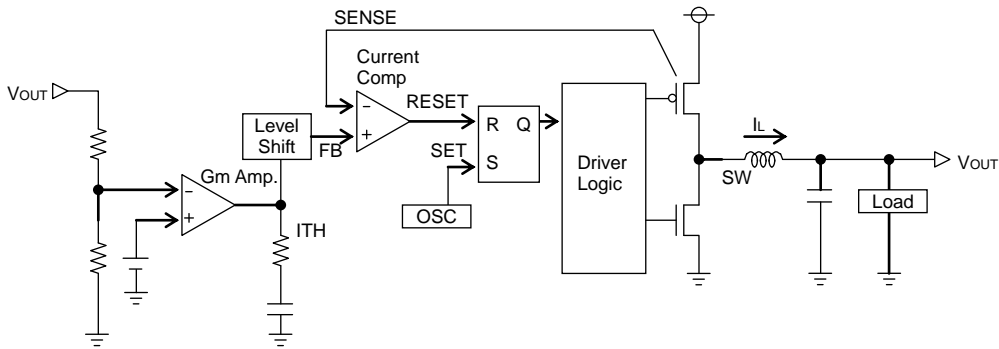 SENSE
Current
Comp
VOUT
RESET
Level
Shift
FB
R Q
S
SET
Gm Amp.
OSC
ITH
Driver
Logic
IL
SW
VOUT
Load
− + − +